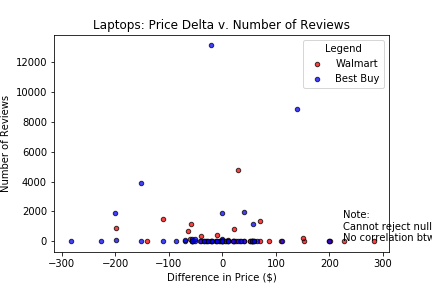 Laptops: Price Delta v. Number of Reviews
Legend
Walmart
Best Buy
Number of Reviews
12000
10000
8000
6000
4000
2000
0
Note:
Cannot reject null
No correlation btw
−300
−200
−100
0
100
200
300
Difference in Price ($)